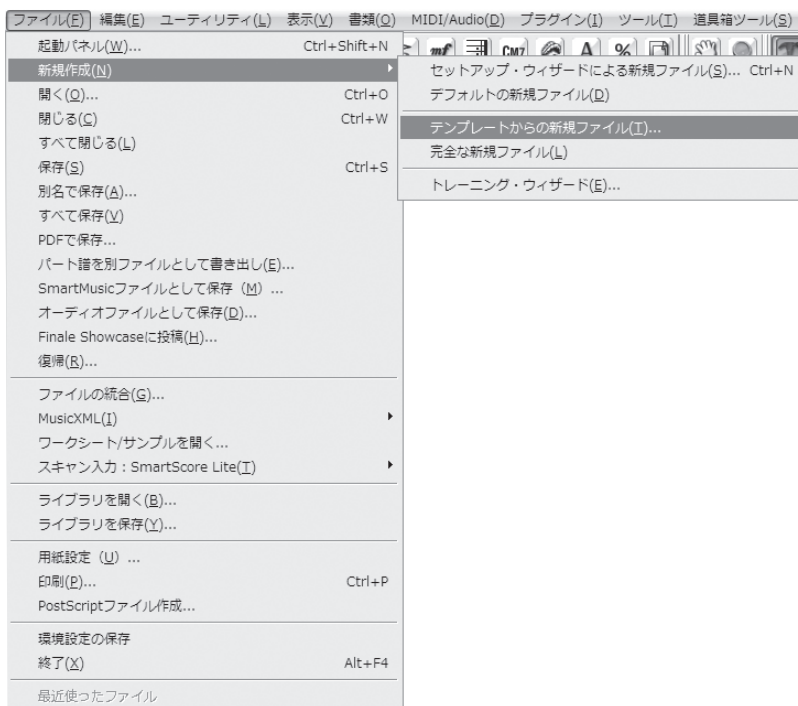 ファイル(F) 編集(E) ユーティリティ(L) 表示(V) 書類(O) MIDI/Audio(D) プラグイン(I) ツール(T) 道具箱ツール(S)
mf CM7 A %
起動パネル(W)... Ctrl+Shift+N
新規作成(N)
開く(O)... Ctrl+O
閉じる(C) Ctrl+W
すべて閉じる(L)
保存(S) Ctrl+S
別名で保存(A)...
すべて保存(V)
PDFで保存...
パート譜を別ファイルとして書き出し(E)...
SmartMusicファイルとして保存（M）...
オーディオファイルとして保存(D)...
Finale Showcaseに投稿(H)...
復帰(R)...
ファイルの統合(G)...
MusicXML(I)
ワークシート/サンプルを開く...
スキャン入力：SmartScore Lite(T)
ライブラリを開く(B)...
ライブラリを保存(Y)...
用紙設定（U）...
印刷(P)... Ctrl+P
PostScriptファイル作成...
環境設定の保存
終了(X) Alt+F4
最近使ったファイル
セットアップ・ウィザードによる新規ファイル(S)... Ctrl+N
デフォルトの新規ファイル(D)
テンプレートからの新規ファイル(T)...
完全な新規ファイル(L)
トレーニング・ウィザード(E)...